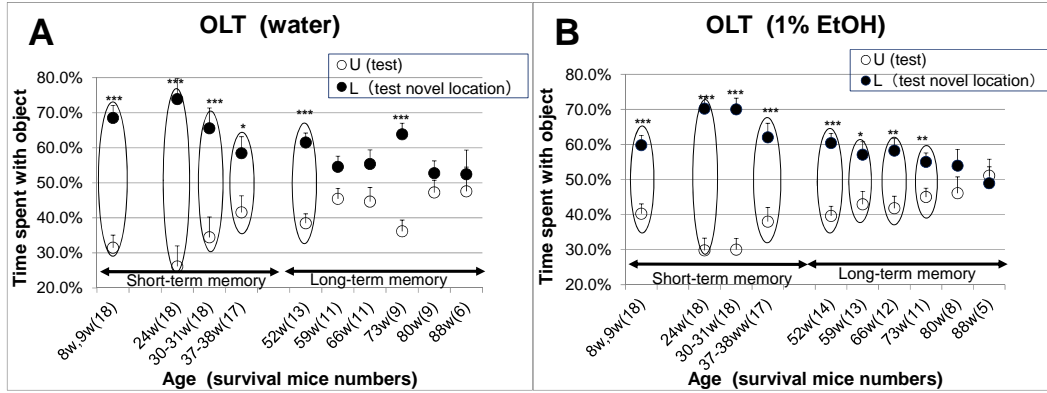 A
OLT (water)
U (test)
L (test novel location)
80.0%
70.0%
60.0%
50.0%
40.0%
30.0%
20.0%
Time spent with object
***
***
***
*
***
***
Short-term memory
Long-term memory
8w,9w(18)
24w(18)
30-31w(18)
37-38w(17)
52w(13)
59w(11)
66w(11)
73w(9)
80w(9)
88w(6)
Age (survival mice numbers)
B
OLT (1% EtOH)
U (test)
L (test novel location)
80.0%
70.0%
60.0%
50.0%
40.0%
30.0%
20.0%
Time spent with object
***
***
***
***
***
*
**
**
Short-term memory
Long-term memory
8w,9w(18)
24w(18)
30-31w(18)
37-38ww(17)
52w(14)
59w(13)
66w(12)
73w(11)
80w(8)
88w(5)
Age (survival mice numbers)